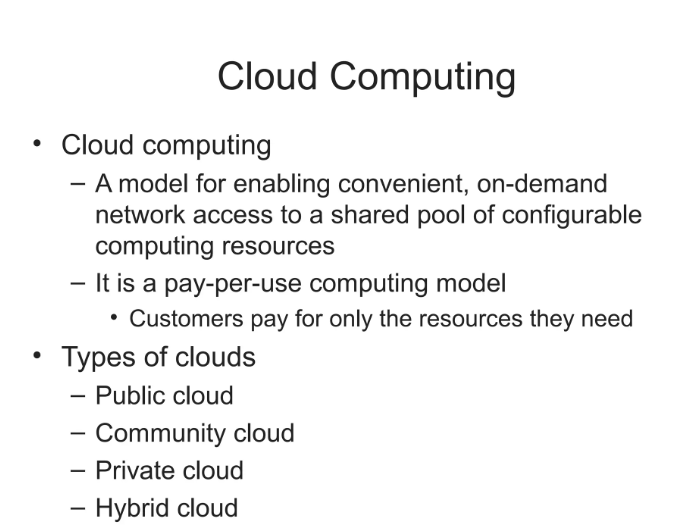 Cloud Computing
• Cloud computing
– A model for enabling convenient, on-demand
network access to a shared pool of configurable
computing resources
– It is a pay-per-use computing model
• Customers pay for only the resources they need
• Types of clouds
– Public cloud
– Community cloud
– Private cloud
– Hybrid cloud